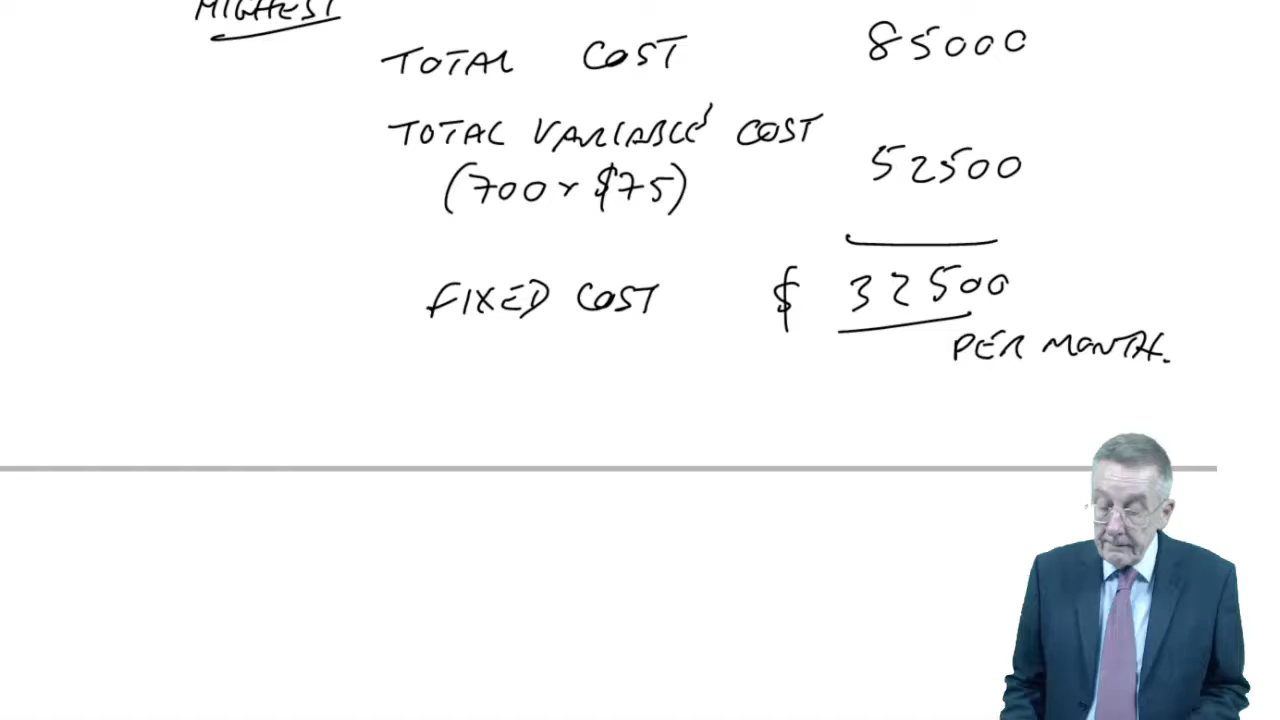 HIGHEST
TOTAL COST 85000
TOTAL VARIABLE COST
(700 x $75) 52500
FIXED COST $ 32500
PER MONTH.